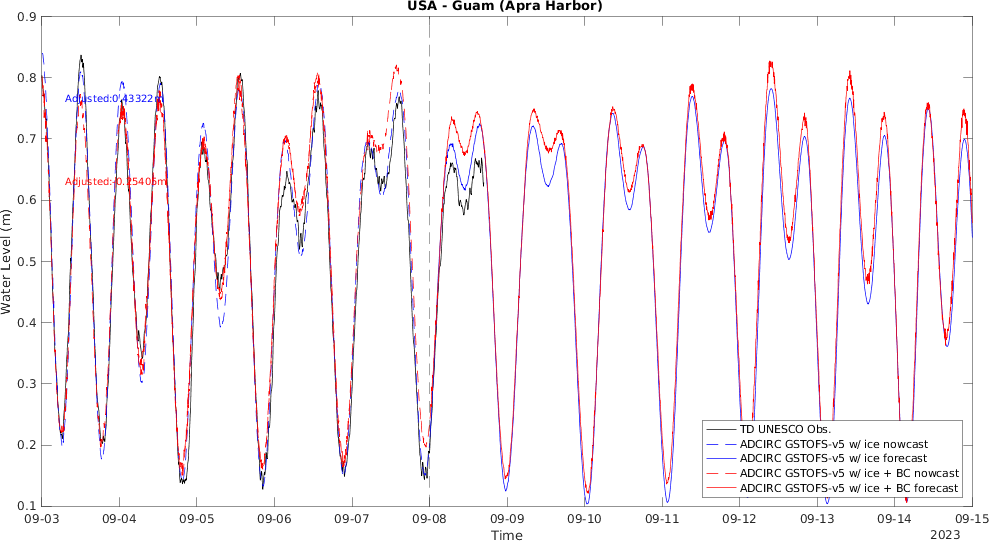 USA - Guam (Apra Harbor)
0.9
0.8
0.7
0.6
0.5
0.4
0.3
0.2
0.1
Water Level (m)
Adjusted:0.43322m
Adjusted:-0.25405m
TD UNESCO Obs.
ADCIRC GSTOFS-v5 w/ ice nowcast
ADCIRC GSTOFS-v5 w/ ice forecast
ADCIRC GSTOFS-v5 w/ ice + BC nowcast
ADCIRC GSTOFS-v5 w/ ice + BC forecast
09-03 09-04 09-05 09-06 09-07 09-08 09-09 09-10 09-11 09-12 09-13 09-14 09-15
Time
2023